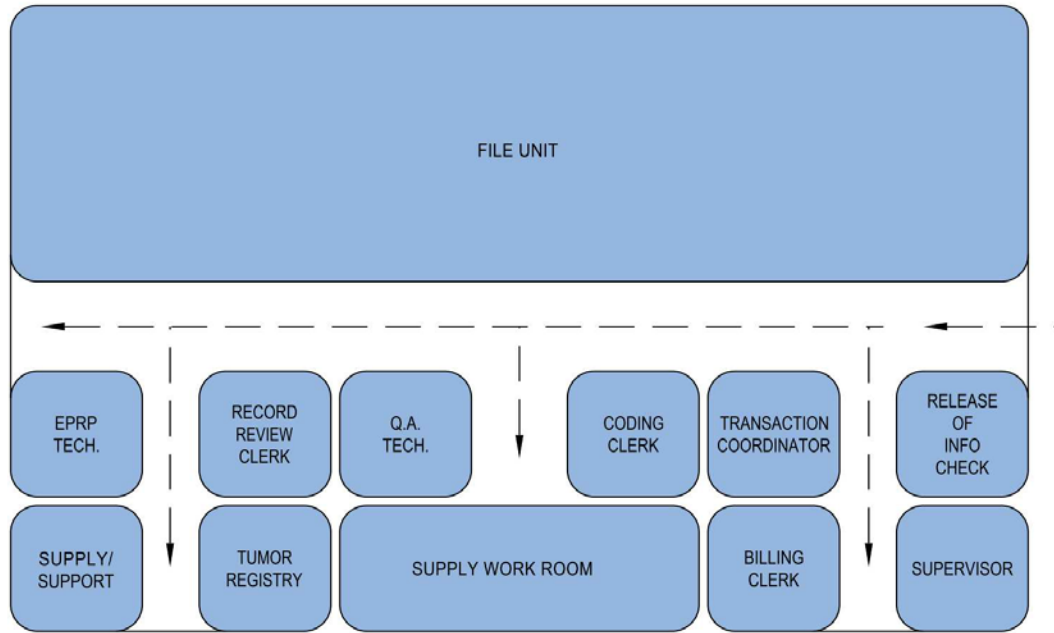 FILE UNIT
EPRP
TECH.
RECORD
REVIEW
CLERK
Q.A.
TECH.
CODING
CLERK
TRANSACTION
COORDINATOR
RELEASE
OF
INFO
CHECK
SUPPLY/
SUPPORT
TUMOR
REGISTRY
SUPPLY WORK ROOM
BILLING
CLERK
SUPERVISOR